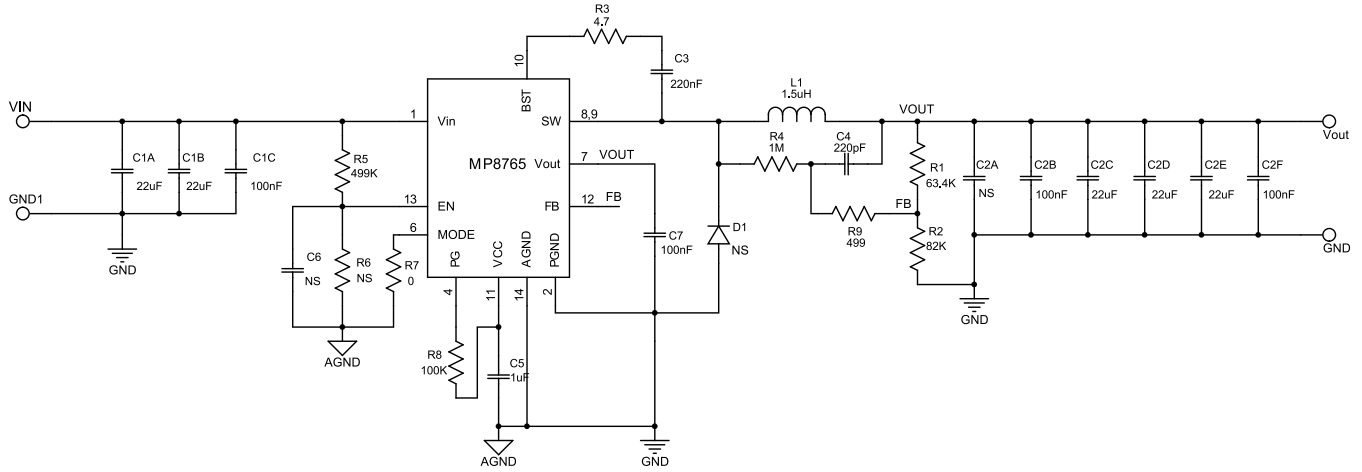 R3
4.7
10
BST
C3
220nF
VIN
1
Vin
SW
8,9
L1
1.5uH
VOUT
Vout
C1A
22uF
C1B
22uF
C1C
100nF
R5
499K
MP8765
Vout
7
VOUT
R4
1M
C4
220pF
R1
63.4K
C2A
NS
C2B
100nF
C2C
22uF
C2D
22uF
C2E
22uF
C2F
100nF
GND1
GND
13
EN
FB
12
FB
FB
R9
499
6
MODE
PG
VCC
AGND
PGND
C6
NS
R6
NS
R7
0
C7
100nF
D1
NS
R2
82K
GND
GND
4
11
14
2
AGND
R8
100K
C5
1uF
AGND
GND